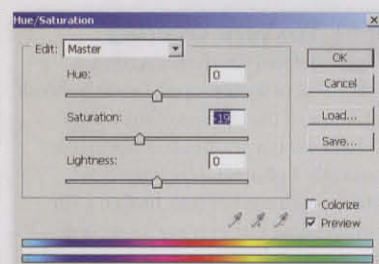 Hue/Saturation
Edit: Master
Hue: 0
Saturation: -19
Lightness: 0
OK
Cancel
Load...
Save...
Colorize
Preview